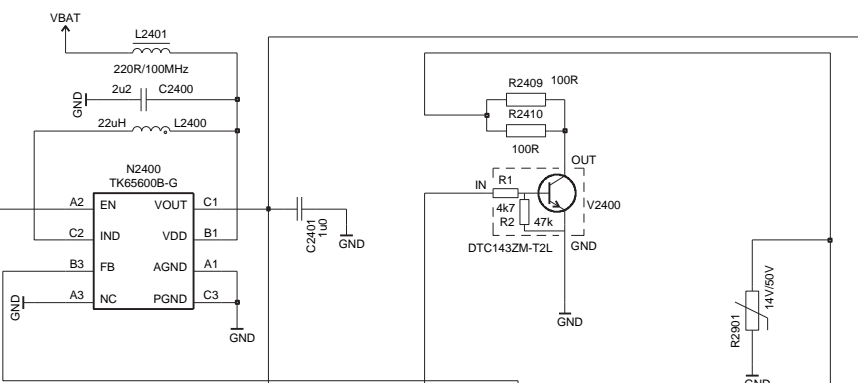 VBAT
L2401
220R/100MHz
2u2 C2400
GND
22uH L2400
N2400
TK65600B-G
A2 EN VOUT C1
C2 IND VDD B1
B3 FB AGND A1
A3 NC PGND C3
GND
GND
C2401
1u0
GND
R2409 100R
R2410
100R
OUT
IN R1
4k7
R2 47k
V2400
DTC143ZM-T2L GND
GND
R2901
14V/50V
GND